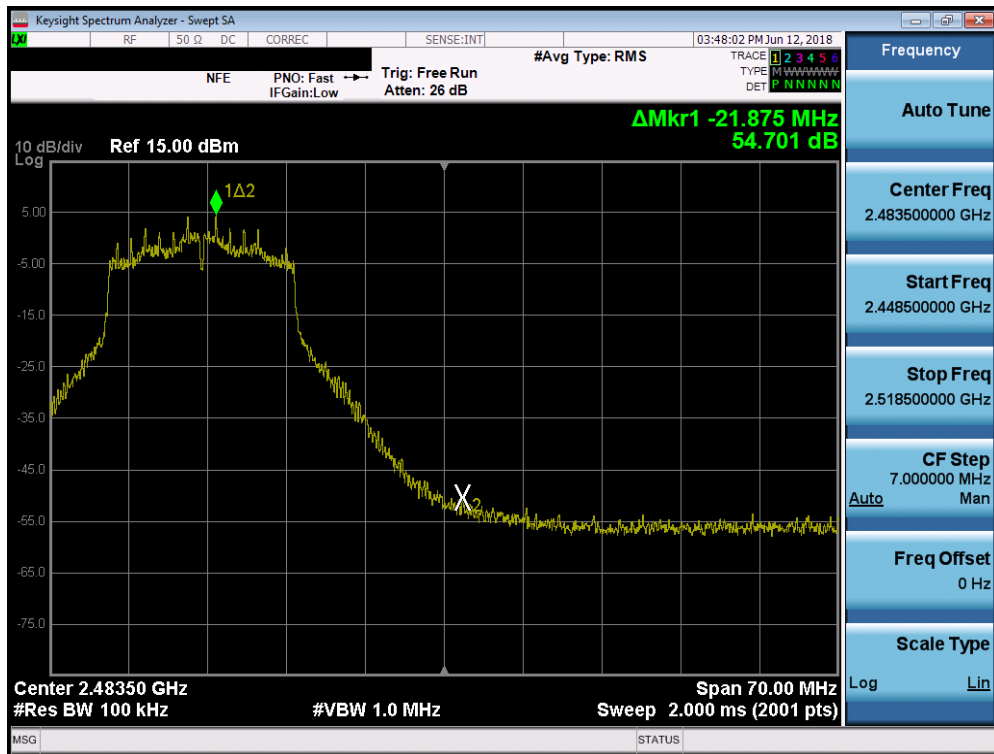 Keysight Spectrum Analyzer - Swept SA
LXI RF 50 Ω DC CORREC SENSE:INT 03:48:02 PM Jun 12, 2018
NFE PNO: Fast Trig: Free Run #Avg Type: RMS TRACE 1 2 3 4 5 6
IFGain:Low Atten: 26 dB TYPE M W W W W W
DET P N N N N N
ΔMkr1 -21.875 MHz
54.701 dB
10 dB/div Ref 15.00 dBm
Log
1Δ2
5.00
-5.00
-15.0
-25.0
-35.0
-45.0
X2
-55.0
-65.0
-75.0
Center 2.48350 GHz Span 70.00 MHz
#Res BW 100 kHz #VBW 1.0 MHz Sweep 2.000 ms (2001 pts)
MSG STATUS
Frequency
Auto Tune
Center Freq
2.483500000 GHz
Start Freq
2.448500000 GHz
Stop Freq
2.518500000 GHz
CF Step
7.000000 MHz
Auto Man
Freq Offset
0 Hz
Scale Type
Log Lin